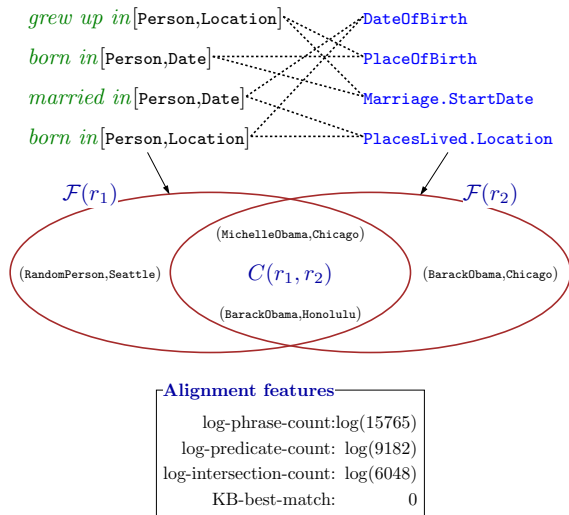 grew up in[Person,Location] DateOfBirth
born in[Person,Date] PlaceOfBirth
married in[Person,Date] Marriage.StartDate
born in[Person,Location] PlacesLived.Location
F(r₁) F(r₂)
(MichelleObama,Chicago)
(RandomPerson,Seattle) C(r₁, r₂) (BarackObama,Chicago)
(BarackObama,Honolulu)
Alignment features
log-phrase-count:log(15765)
log-predicate-count: log(9182)
log-intersection-count: log(6048)
KB-best-match: 0